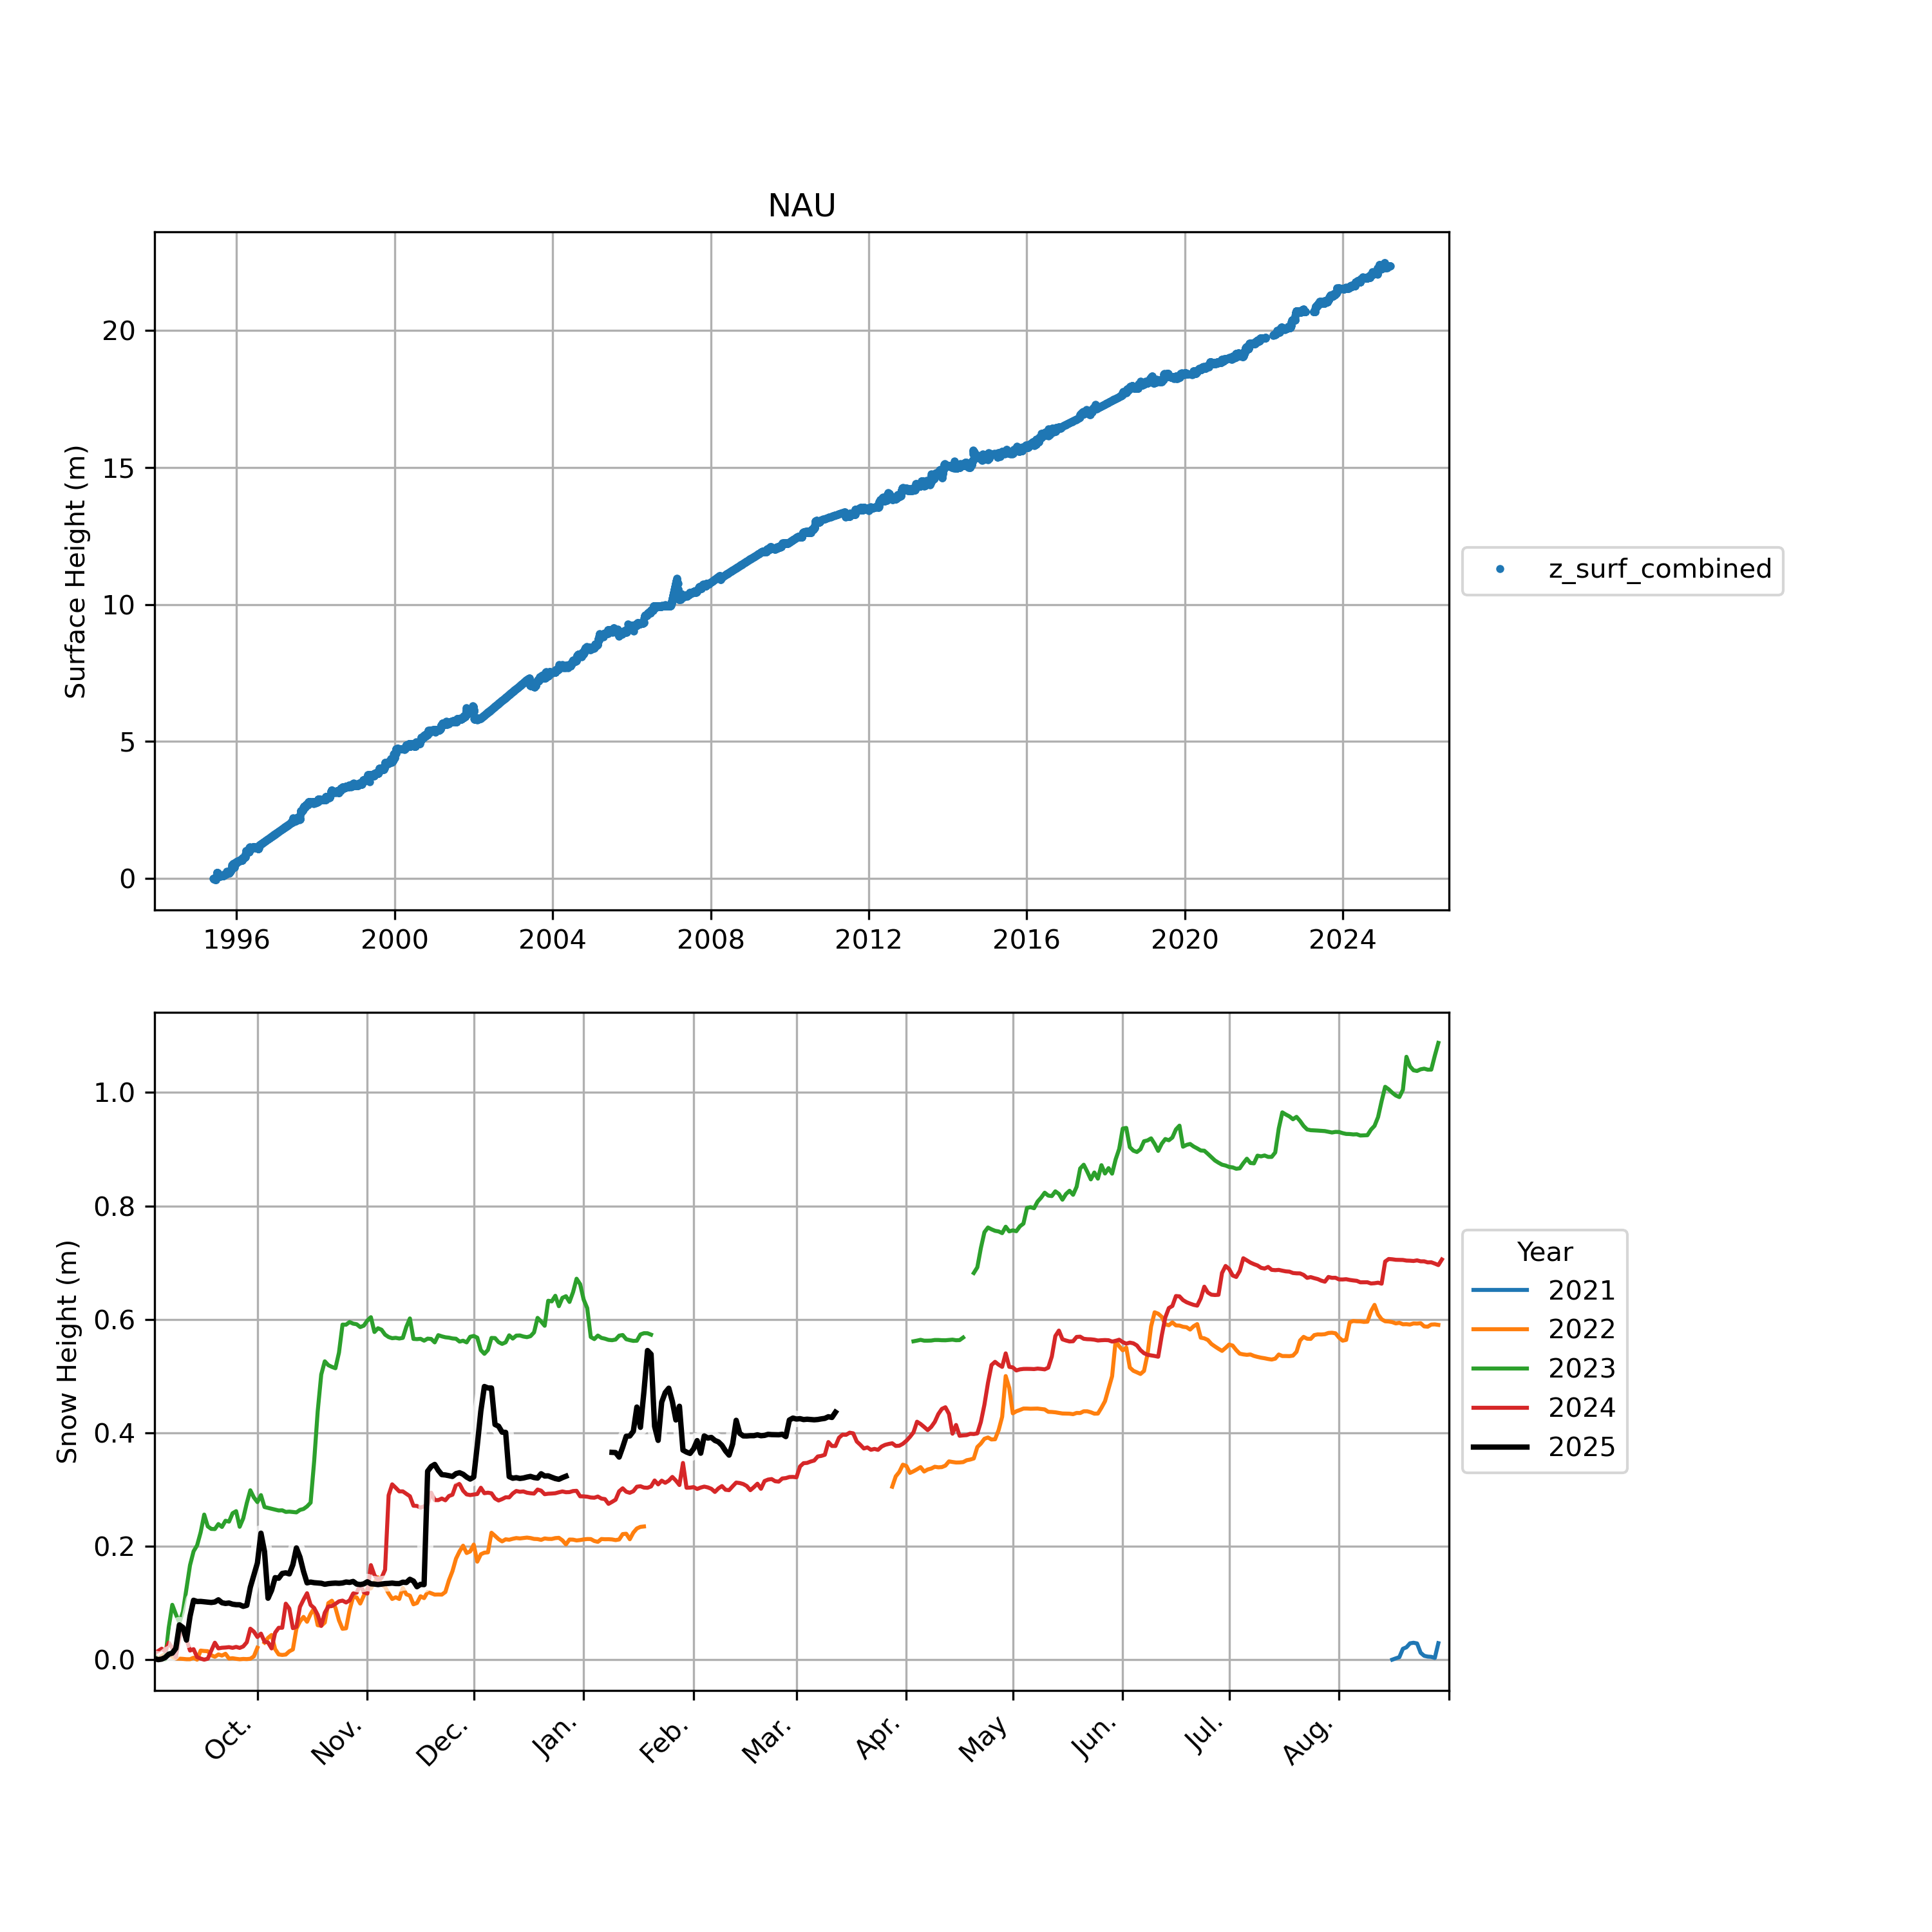 NAU
Surface Height (m)
20
15
10
5
0
1996 2000 2004 2008 2012 2016 2020 2024
z_surf_combined
Snow Height (m)
1.0
0.8
0.6
0.4
0.2
0.0
Oct. Nov. Dec. Jan. Feb. Mar. Apr. May Jun. Jul. Aug.
Year
2021
2022
2023
2024
2025